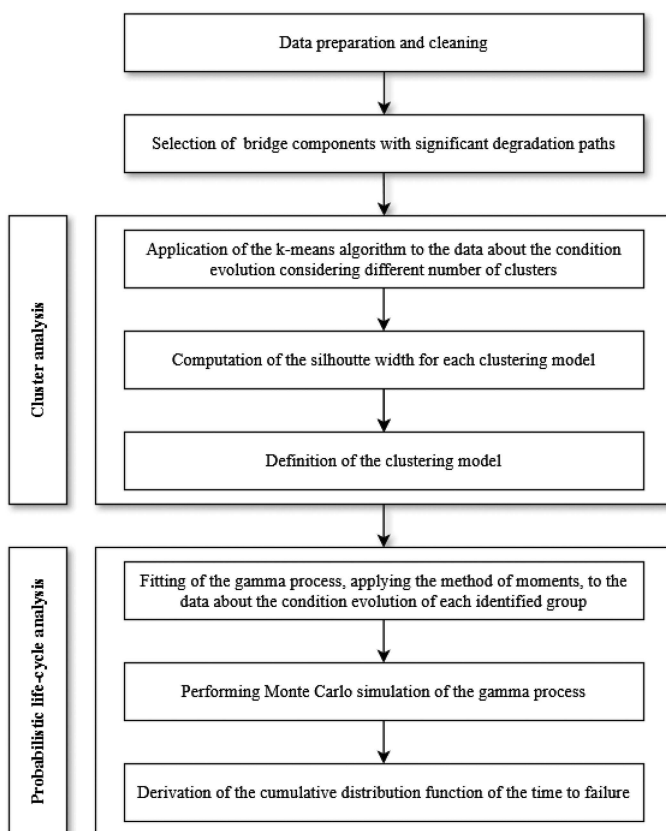 Data preparation and cleaning
Selection of bridge components with significant degradation paths
Cluster analysis
Application of the k-means algorithm to the data about the condition
evolution considering different number of clusters
Computation of the silhoutte width for each clustering model
Definition of the clustering model
Probabilistic life-cycle analysis
Fitting of the gamma process, applying the method of moments, to the
data about the condition evolution of each identified group
Performing Monte Carlo simulation of the gamma process
Derivation of the cumulative distribution function of the time to failure